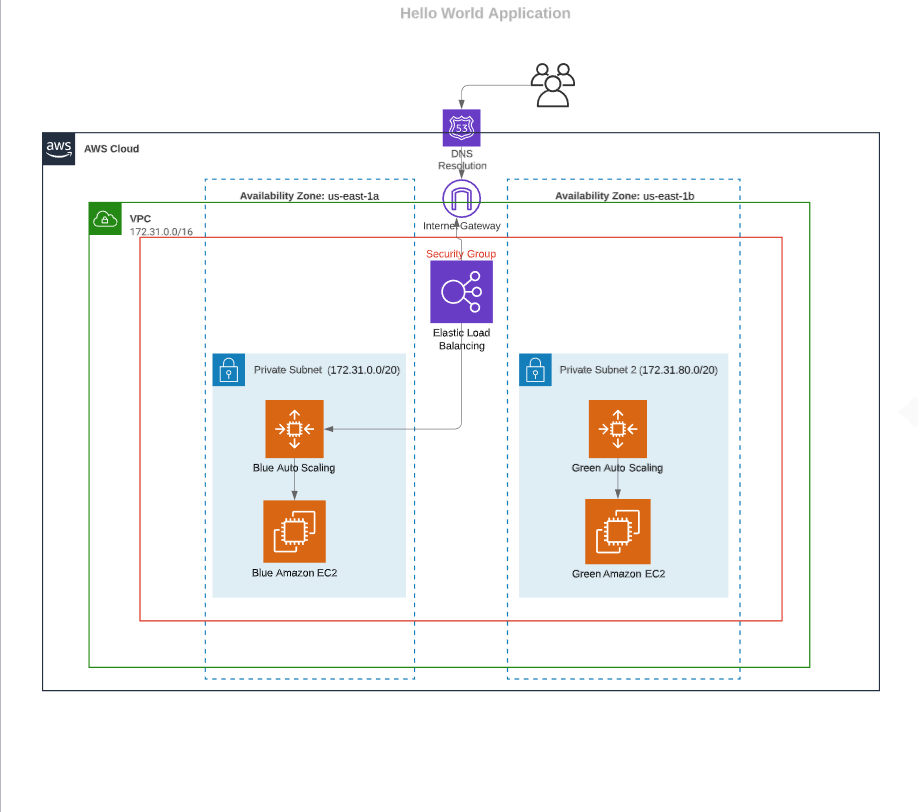 Hello World Application
53
DNS
Resolution
aws
AWS Cloud
Availability Zone: us-east-1a
Availability Zone: us-east-1b
VPC
172.31.0.0/16
Internet Gateway
Security Group
Elastic Load
Balancing
Private Subnet (172.31.0.0/20)
Private Subnet 2 (172.31.80.0/20)
Blue Auto Scaling
Green Auto Scaling
Blue Amazon EC2
Green Amazon EC2